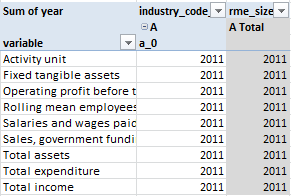 Sum of year industry_code_ rme_size
A A Total
variable a_0
Activity unit 2011 2011
Fixed tangible assets 2011 2011
Operating profit before t 2011 2011
Rolling mean employees 2011 2011
Salaries and wages paid 2011 2011
Sales, government fundi 2011 2011
Total assets 2011 2011
Total expenditure 2011 2011
Total income 2011 2011